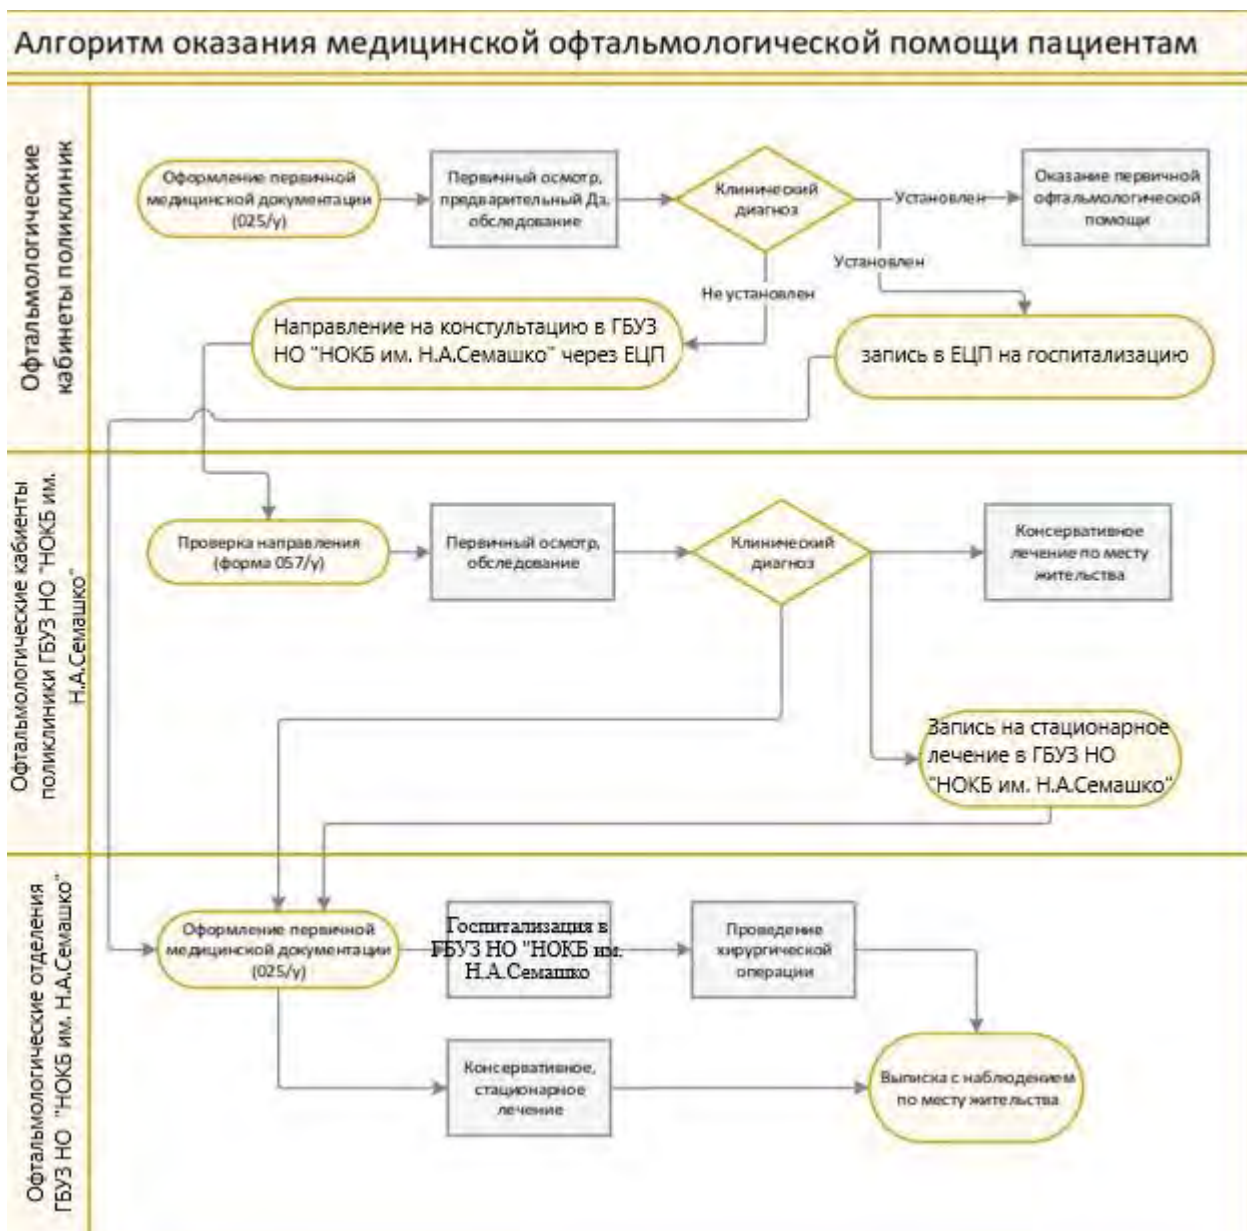 Алгоритм оказания медицинской офтальмологической помощи пациентам
Офтальмологические
кабинеты поликлиник
Оформление первичной
медицинской документации
(025/у)
Первичный осмотр,
предварительный Дз,
обследование
Клинический
диагноз
Установлен
Оказание первичной
офтальмологической
помощи
Установлен
Не установлен
Направление на констультацию в ГБУЗ
НО "НОКБ им. Н.А.Семашко" через ЕЦП
запись в ЕЦП на госпитализацию
Офтальмологические кабиенты
поликлиники ГБУЗ НО "НОКБ им.
Н.А.Семашко"
Проверка направления
(форма 057/у)
Первичный осмотр,
обследование
Клинический
диагноз
Консервативное
лечение по месту
жительства
Запись на стационарное
лечение в ГБУЗ НО
"НОКБ им. Н.А.Семашко"
Офтальмологические отделения
ГБУЗ НО "НОКБ им. Н.А.Семашко"
Оформление первичной
медицинской документации
(025/у)
Госпитализация в
ГБУЗ НО "НОКБ им.
Н.А.Семашко
Проведение
хирургической
операции
Консервативное,
стационарное
лечение
Выписка с наблюдением
по месту жительства